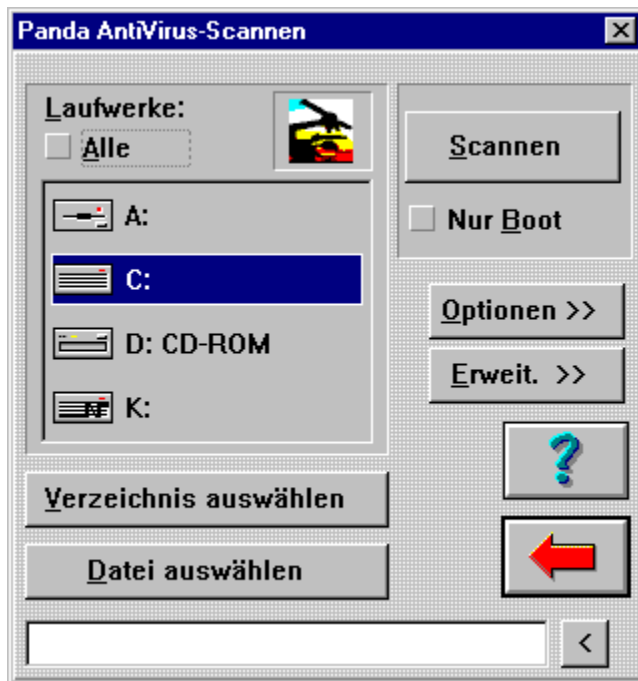 Panda AntiVirus-Scannen
Laufwerke:
Alle
A:
C:
D: CD-ROM
K:
Scannen
Nur Boot
Optionen >>
Erweit. >>
?
Verzeichnis auswählen
Datei auswählen
<